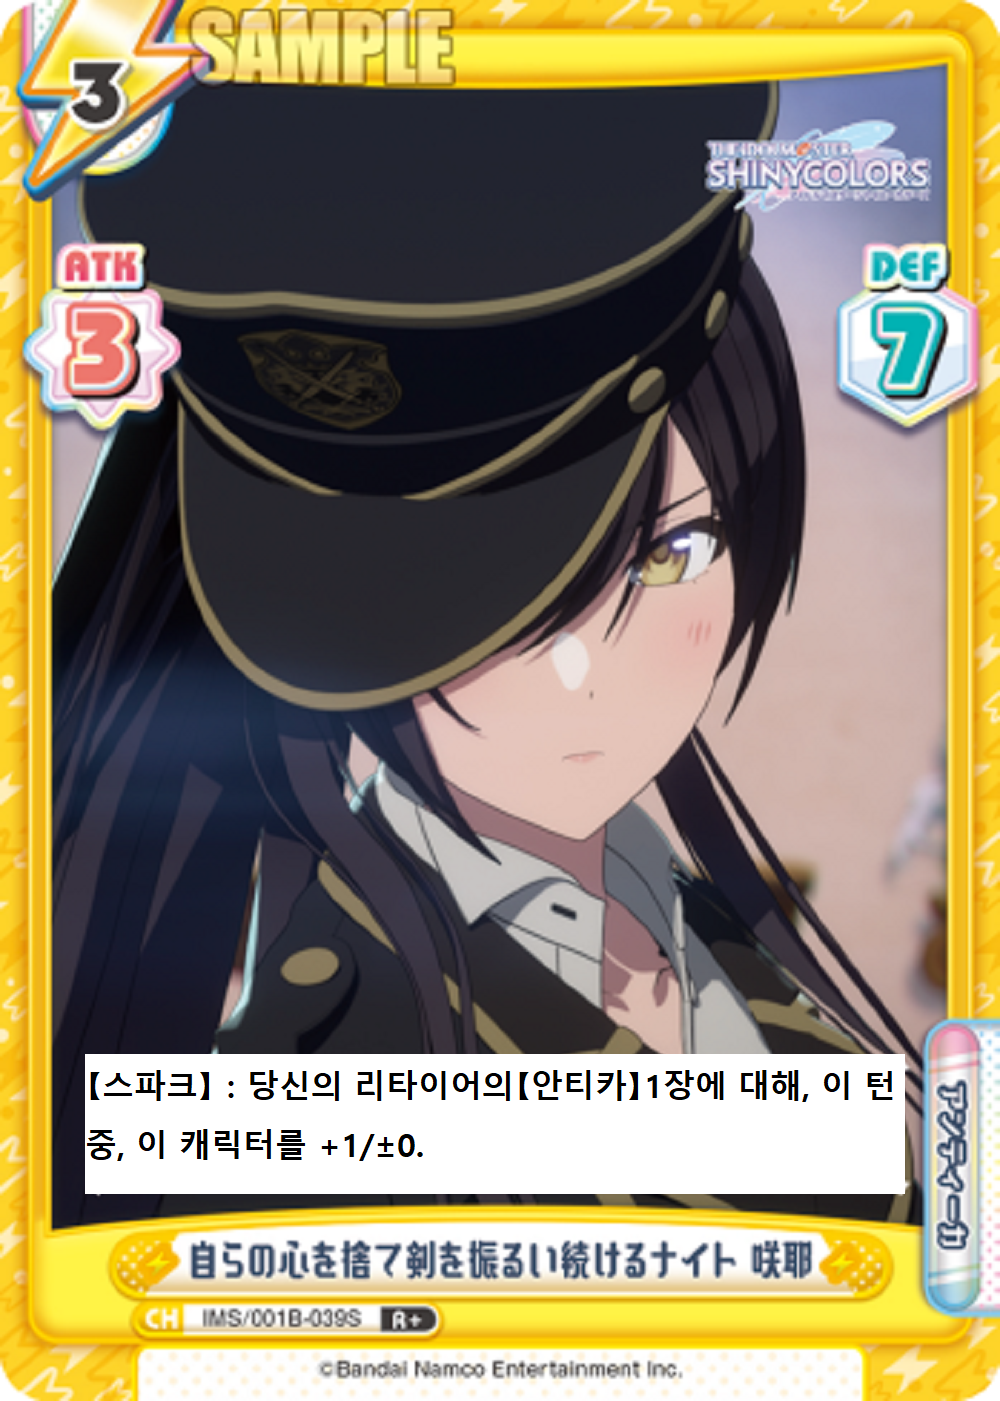 3
SAMPLE
THE IDOLM@STER
SHINYCOLORS
ATK
3
DEF
7
【스파크】 : 당신의 리타이어의【안티카】1장에 대해, 이 턴
중, 이 캐릭터를 +1/±0.
アンティーカ
自らの心を捨て剣を振るい続けるナイト 咲耶
CH IMS/001B-039S R+
©Bandai Namco Entertainment Inc.